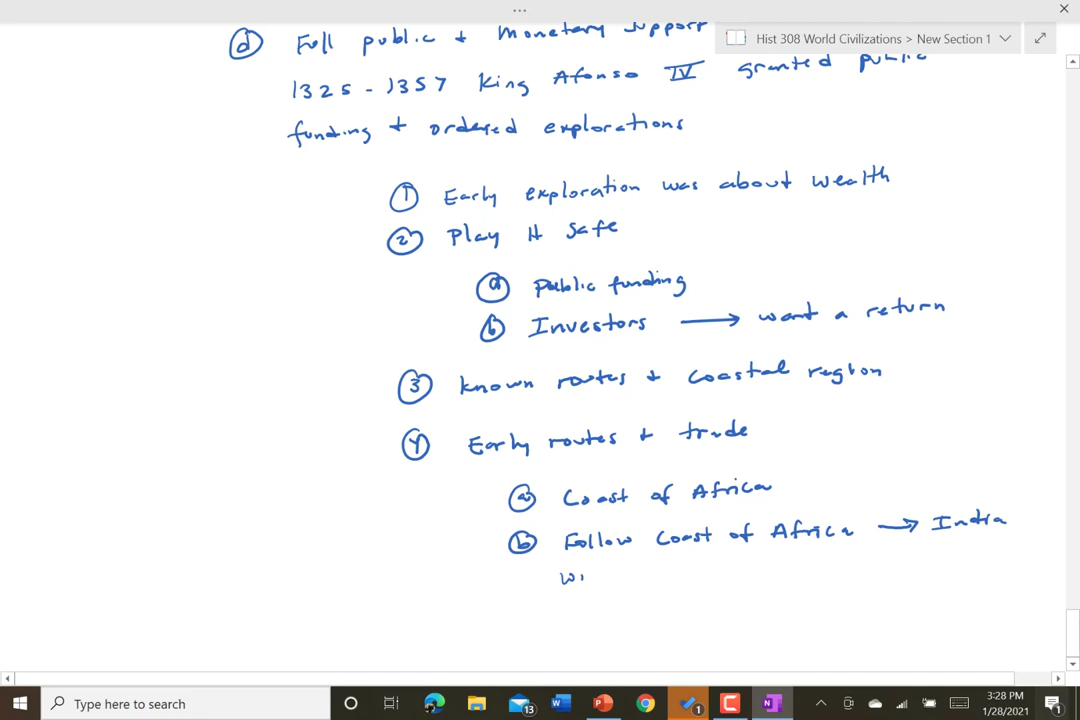 Hist 308 World Civilizations > New Section 1
d Full public + Monetary Support
1325 - 1357 King Afonso IV granted public
funding + ordered explorations
1 Early exploration was about wealth
2 Play it safe
a Public funding
b Investors → want a return
3 Known routes + coastal region
4 Early routes + trade
a Coast of Africa
b Follow Coast of Africa → India
Type here to search
13
1
3:28 PM
1/28/2021
1